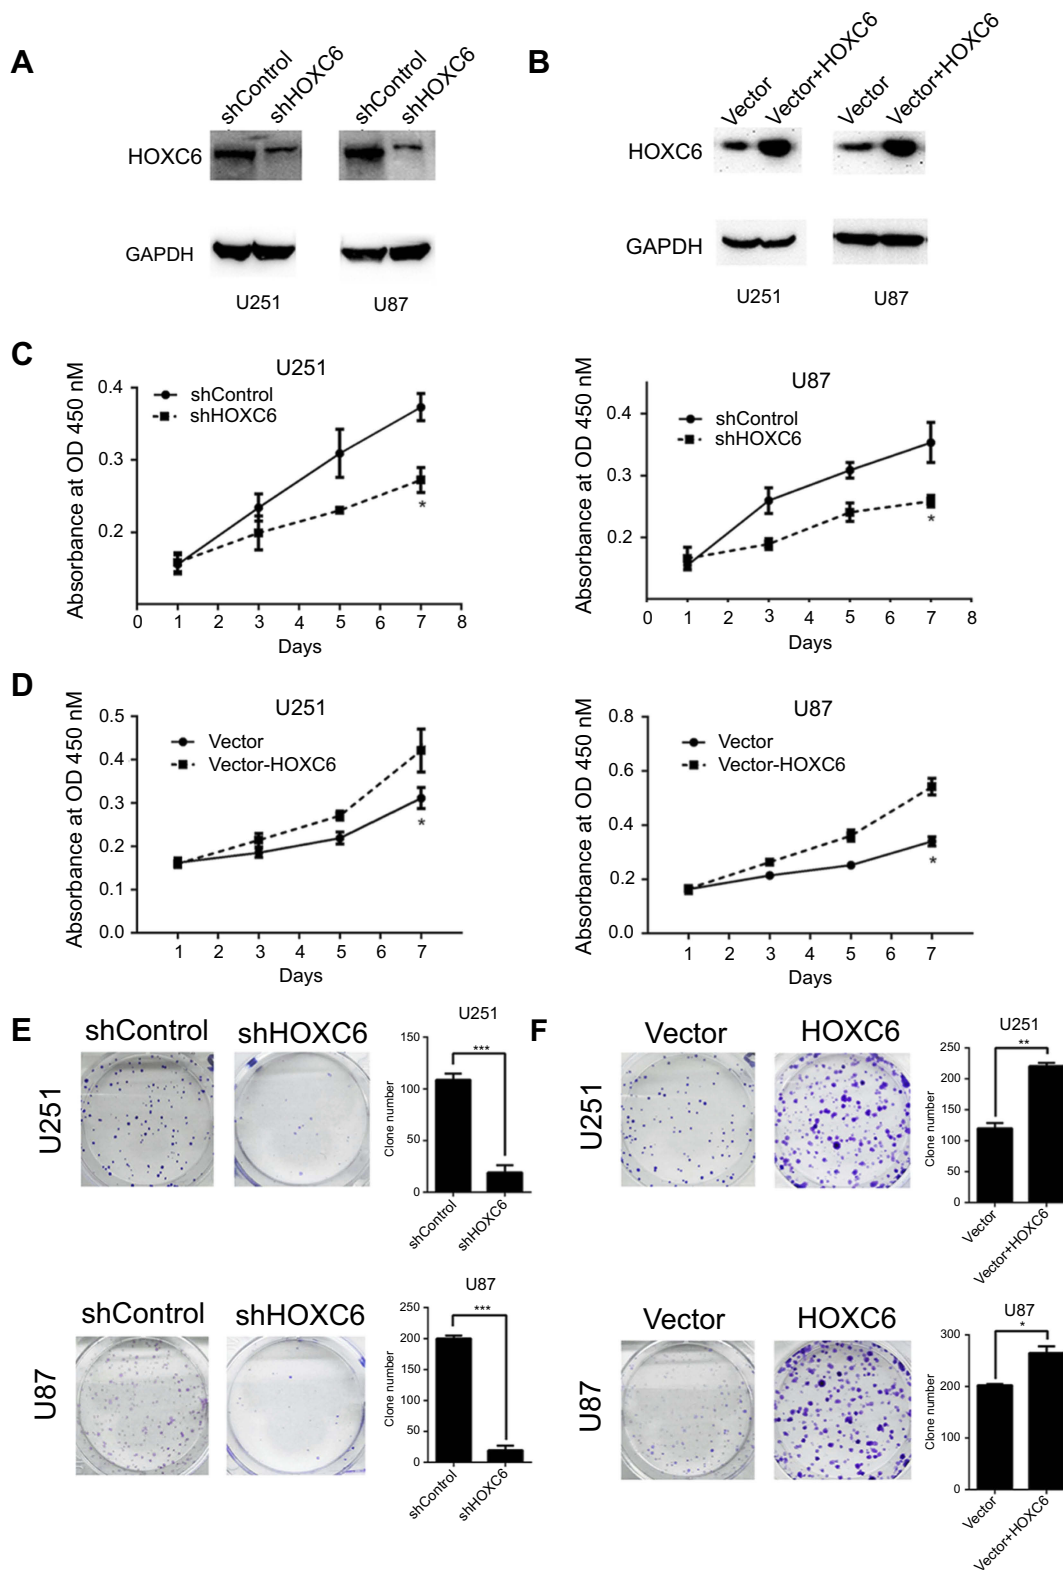 A
shControl
shHOXC6
shControl
shHOXC6
HOXC6
GAPDH
U251
U87
B
Vector
Vector+HOXC6
Vector
Vector+HOXC6
HOXC6
GAPDH
U251
U87
C
U251
shControl
shHOXC6
Absorbance at OD 450 nM
0.4
0.3
0.2
*
0 1 2 3 4 5 6 7 8
Days
U87
shControl
shHOXC6
Absorbance at OD 450 nM
0.4
0.3
0.2
*
0 1 2 3 4 5 6 7 8
Days
D
U251
Vector
Vector-HOXC6
Absorbance at OD 450 nM
0.5
0.4
0.3
0.2
0.1
0.0
*
1 2 3 4 5 6 7
Days
U87
Vector
Vector-HOXC6
Absorbance at OD 450 nM
0.8
0.6
0.4
0.2
0.0
*
1 2 3 4 5 6 7
Days
E
shControl
shHOXC6
U251
U251
***
Clone number
150
100
50
0
shControl
shHOXC6
shControl
shHOXC6
U87
U87
***
Clone number
250
200
150
100
50
0
shControl
shHOXC6
F
Vector
HOXC6
U251
U251
**
Clone number
250
200
150
100
50
0
Vector
Vector+HOXC6
Vector
HOXC6
U87
U87
*
Clone number
300
200
100
0
Vector
Vector+HOXC6